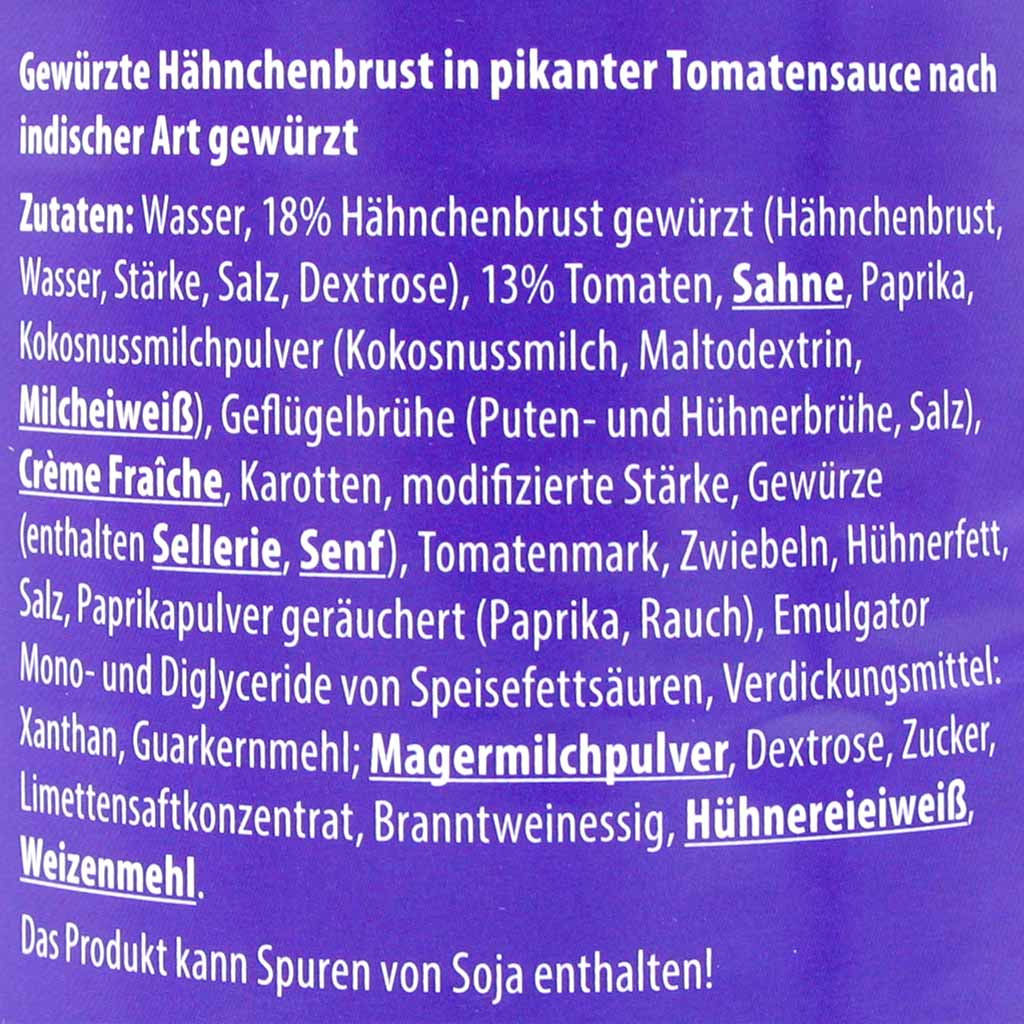 Gewürzte Hähnchenbrust in pikanter Tomatensauce nach
indischer Art gewürzt
Zutaten: Wasser, 18% Hähnchenbrust gewürzt (Hähnchenbrust,
Wasser, Stärke, Salz, Dextrose), 13% Tomaten, Sahne, Paprika,
Kokosnussmilchpulver (Kokosnussmilch, Maltodextrin,
Milcheiweiß), Geflügelbrühe (Puten- und Hühnerbrühe, Salz),
Crème Fraîche, Karotten, modifizierte Stärke, Gewürze
(enthalten Sellerie, Senf), Tomatenmark, Zwiebeln, Hühnerfett,
Salz, Paprikapulver geräuchert (Paprika, Rauch), Emulgator
Mono- und Diglyceride von Speisefettsäuren, Verdickungsmittel:
Xanthan, Guarkernmehl; Magermilchpulver, Dextrose, Zucker,
Limettensaftkonzentrat, Branntweinessig, Hühnereieiweiß,
Weizenmehl.
Das Produkt kann Spuren von Soja enthalten!